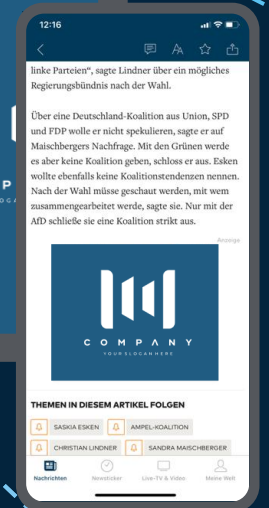 12:16
linke Parteien“, sagte Lindner über ein mögliches
Regierungsbündnis nach der Wahl.
Über eine Deutschland-Koalition aus Union, SPD
und FDP wolle er nicht spekulieren, sagte er auf
Maischbergers Nachfrage. Mit den Grünen werde
es aber keine Koalition geben, schloss er aus. Esken
wollte ebenfalls keine Koalitionstendenzen nennen.
Nach der Wahl müsse geschaut werden, mit wem
zusammengearbeitet werde, sagte sie. Nur mit der
AfD schließe sie eine Koalition strikt aus.
Anzeige
COMPANY
YOUR SLOGAN HERE
THEMEN IN DIESEM ARTIKEL FOLGEN
SASKIA ESKEN AMPEL-KOALITION
CHRISTIAN LINDNER SANDRA MAISCHBERGER
Nachrichten Newsticker Live-TV & Video Meine Welt